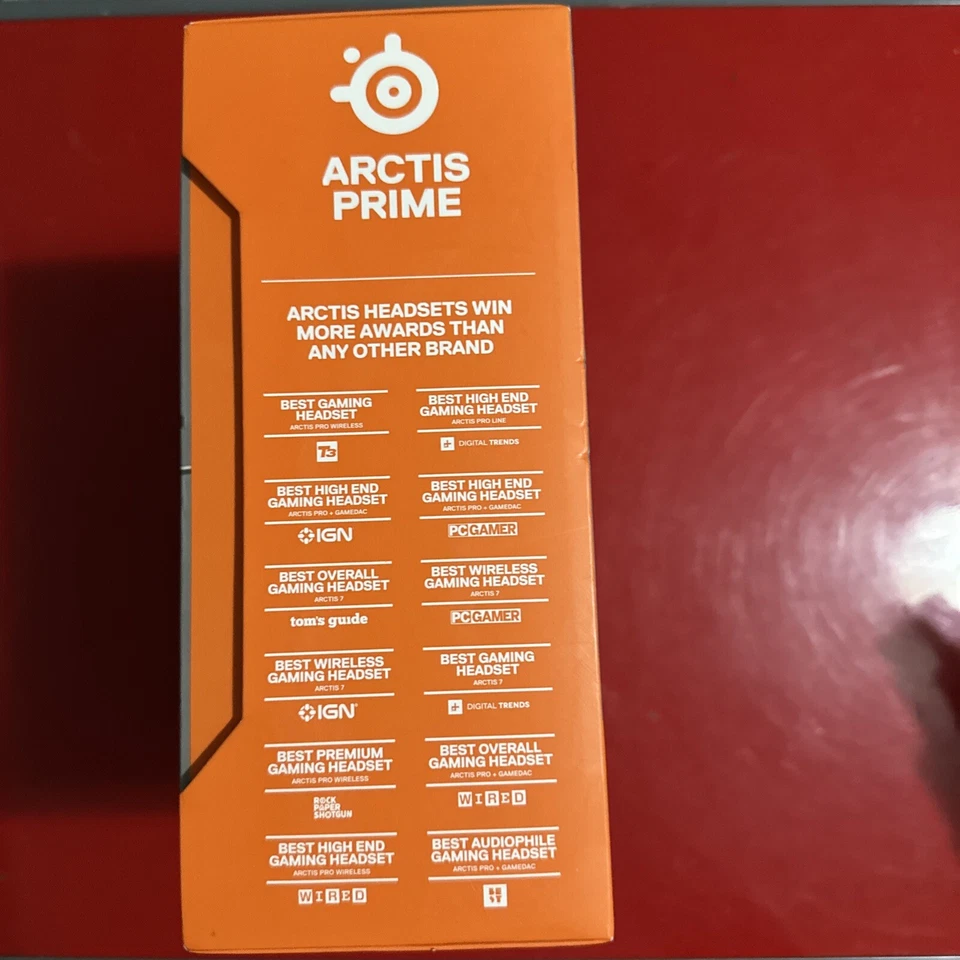 ARCTIS
PRIME
ARCTIS HEADSETS WIN
MORE AWARDS THAN
ANY OTHER BRAND
BEST GAMING
HEADSET
ARCTIS PRO WIRELESS
T3
BEST HIGH END
GAMING HEADSET
ARCTIS PRO LINE
DIGITAL TRENDS
BEST HIGH END
GAMING HEADSET
ARCTIS PRO + GAMEDAC
IGN
BEST HIGH END
GAMING HEADSET
ARCTIS PRO + GAMEDAC
PC GAMER
BEST OVERALL
GAMING HEADSET
ARCTIS 7
tom's guide
BEST WIRELESS
GAMING HEADSET
ARCTIS 7
PC GAMER
BEST WIRELESS
GAMING HEADSET
ARCTIS 7
IGN
BEST GAMING
HEADSET
ARCTIS 7
DIGITAL TRENDS
BEST PREMIUM
GAMING HEADSET
ARCTIS PRO WIRELESS
ROCK
PAPER
SHOTGUN
BEST OVERALL
GAMING HEADSET
ARCTIS PRO + GAMEDAC
WIRED
BEST HIGH END
GAMING HEADSET
ARCTIS PRO WIRELESS
WIRED
BEST AUDIOPHILE
GAMING HEADSET
ARCTIS PRO + GAMEDAC